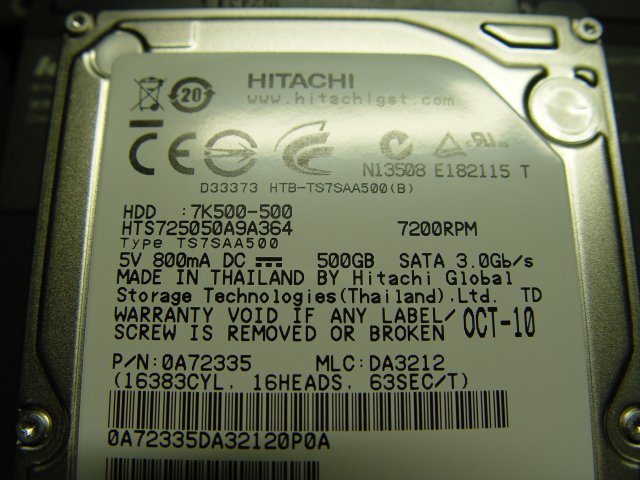 20
HITACHI
www.hitachigst.com
CE
N13508 E182115 T
D33373 HTB-TS7SAA500(B)
HDD :7K500-500
HTS725050A9A364 7200RPM
Type TS7SAA500
5V 800mA DC 500GB SATA 3.0Gb/s
MADE IN THAILAND BY Hitachi Global
Storage Technologies(Thailand).Ltd. TD
WARRANTY VOID IF ANY LABEL/ OCT-10
SCREW IS REMOVED OR BROKEN
P/N:0A72335 MLC:DA3212
(16383CYL. 16HEADS. 63SEC/T)
0A72335DA32120P0A